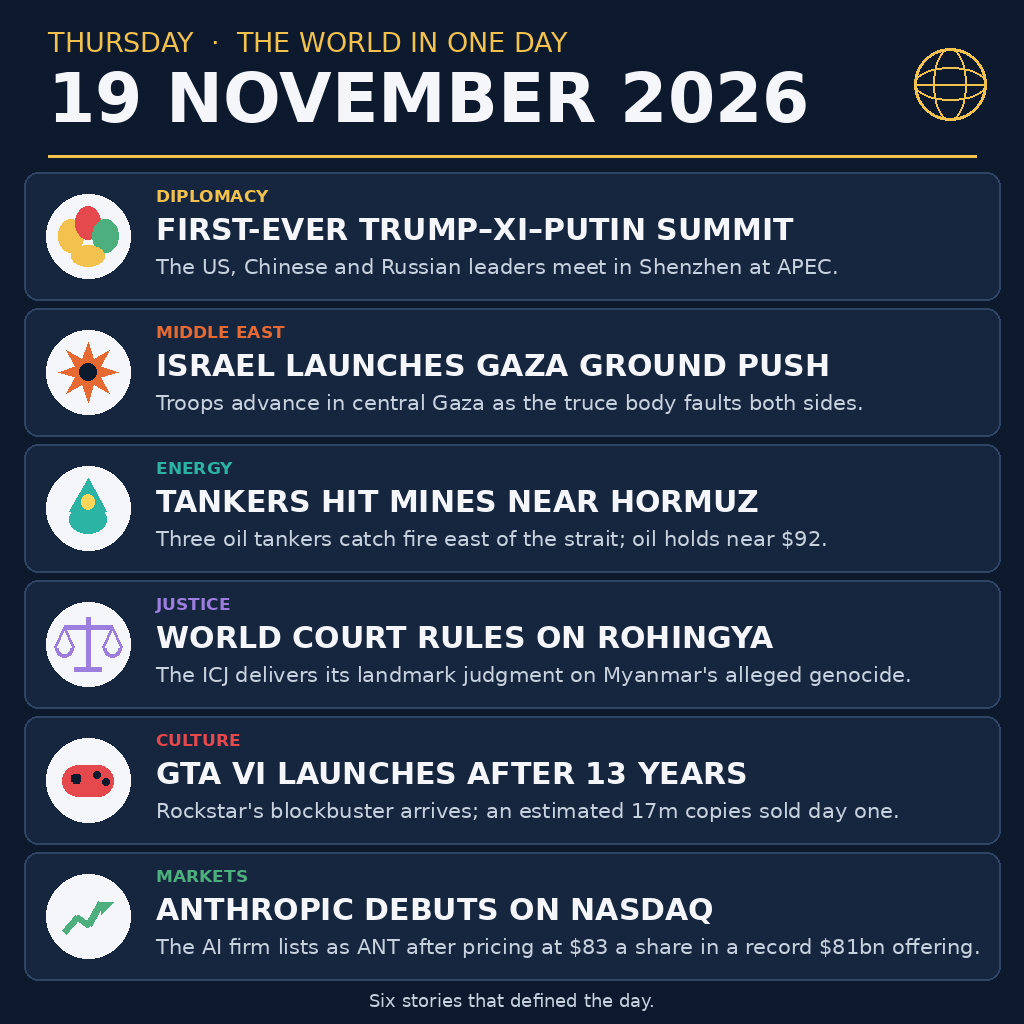 THURSDAY · THE WORLD IN ONE DAY
19 NOVEMBER 2026
DIPLOMACY
FIRST-EVER TRUMP–XI–PUTIN SUMMIT
The US, Chinese and Russian leaders meet in Shenzhen at APEC.
MIDDLE EAST
ISRAEL LAUNCHES GAZA GROUND PUSH
Troops advance in central Gaza as the truce body faults both sides.
ENERGY
TANKERS HIT MINES NEAR HORMUZ
Three oil tankers catch fire east of the strait; oil holds near $92.
JUSTICE
WORLD COURT RULES ON ROHINGYA
The ICJ delivers its landmark judgment on Myanmar's alleged genocide.
CULTURE
GTA VI LAUNCHES AFTER 13 YEARS
Rockstar's blockbuster arrives; an estimated 17m copies sold day one.
MARKETS
ANTHROPIC DEBUTS ON NASDAQ
The AI firm lists as ANT after pricing at $83 a share in a record $81bn offering.
Six stories that defined the day.